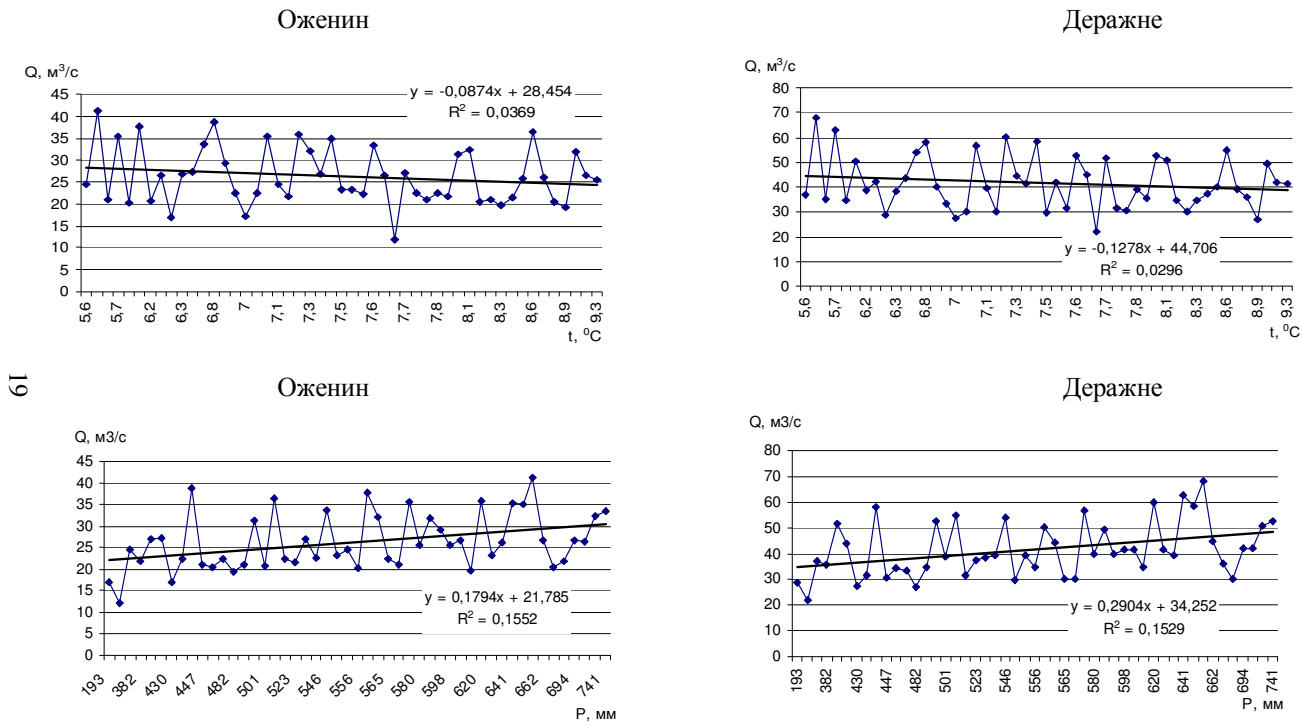 Оженин
Q, м³/с
y = -0,0874x + 28,454
R² = 0,0369
45
40
35
30
25
20
15
10
5
0
5,6 5,7 6,2 6,3 6,8 7 7,1 7,3 7,5 7,6 7,7 7,8 8,1 8,3 8,6 8,9 9,3
t, ⁰C
Деражне
Q, м³/с
80
70
60
50
40
30
20
10
0
y = -0,1278x + 44,706
R² = 0,0296
5,6 5,7 6,2 6,3 6,8 7 7,1 7,3 7,5 7,6 7,7 7,8 8,1 8,3 8,6 8,9 9,3
t, ⁰C
19
Оженин
Q, м3/с
45
40
35
30
25
20
15
10
5
0
y = 0,1794x + 21,785
R² = 0,1552
193 382 430 447 482 501 523 546 556 565 580 598 620 641 662 694 741
P, мм
Деражне
Q, м3/с
80
70
60
50
40
30
20
10
0
y = 0,2904x + 34,252
R² = 0,1529
193 382 430 447 482 501 523 546 556 565 580 598 620 641 662 694 741
P, мм